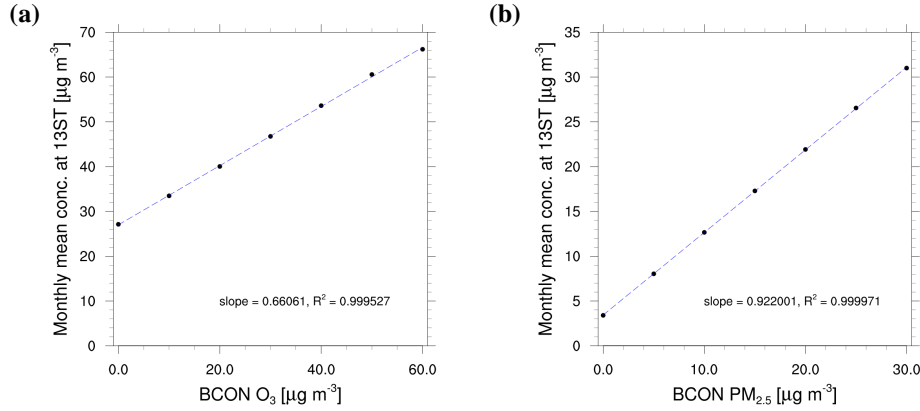 (a)
Monthly mean conc. at 13ST [μg m⁻³]
70
60
50
40
30
20
10
0
slope = 0.66061, R² = 0.999527
0.0 20.0 40.0 60.0
BCON O₃ [μg m⁻³]
(b)
Monthly mean conc. at 13ST [μg m⁻³]
35
30
25
20
15
10
5
0
slope = 0.922001, R² = 0.999971
0.0 10.0 20.0 30.0
BCON PM₂.₅ [μg m⁻³]